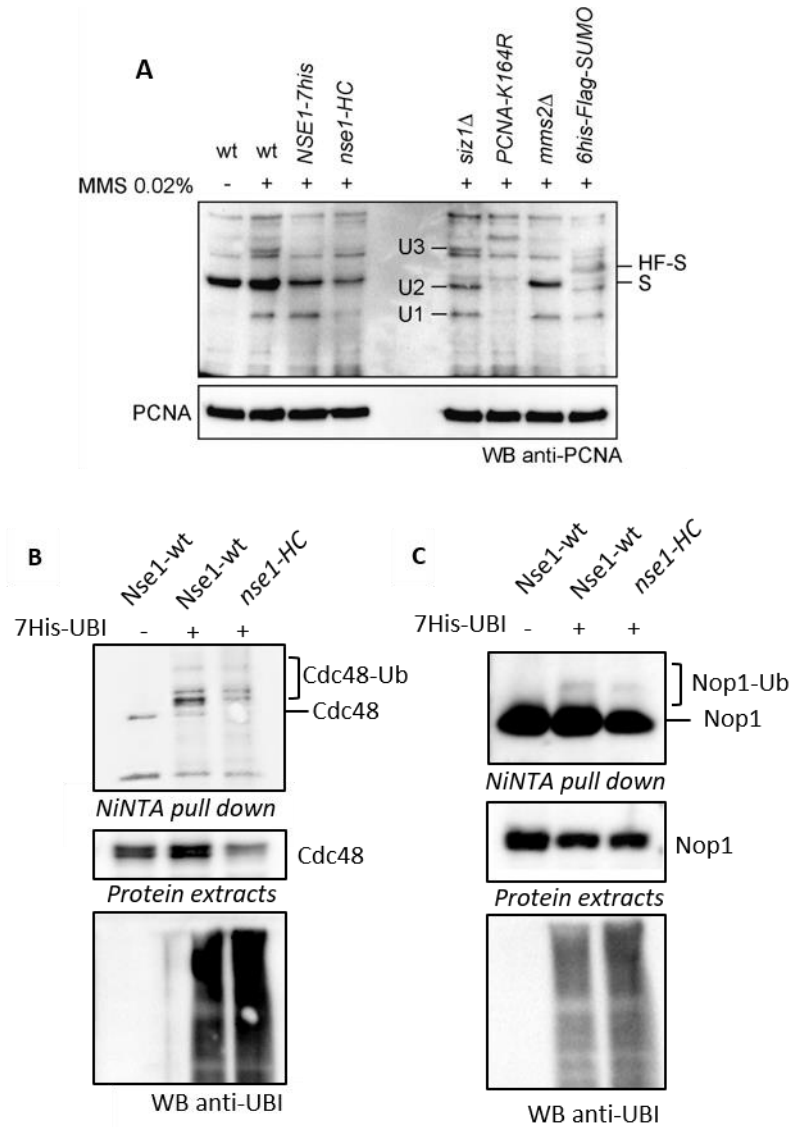 A
wt wt NSE1-7his nse1-HC siz1Δ PCNA-K164R mms2Δ 6his-Flag-SUMO
MMS 0.02% - + + + + + + +
U3
HF-S
U2
S
U1
PCNA
WB anti-PCNA
B
Nse1-wt Nse1-wt nse1-HC
7His-UBI - + +
Cdc48-Ub
Cdc48
NiNTA pull down
Cdc48
Protein extracts
WB anti-UBI
C
Nse1-wt Nse1-wt nse1-HC
7His-UBI - + +
Nop1-Ub
Nop1
NiNTA pull down
Nop1
Protein extracts
WB anti-UBI